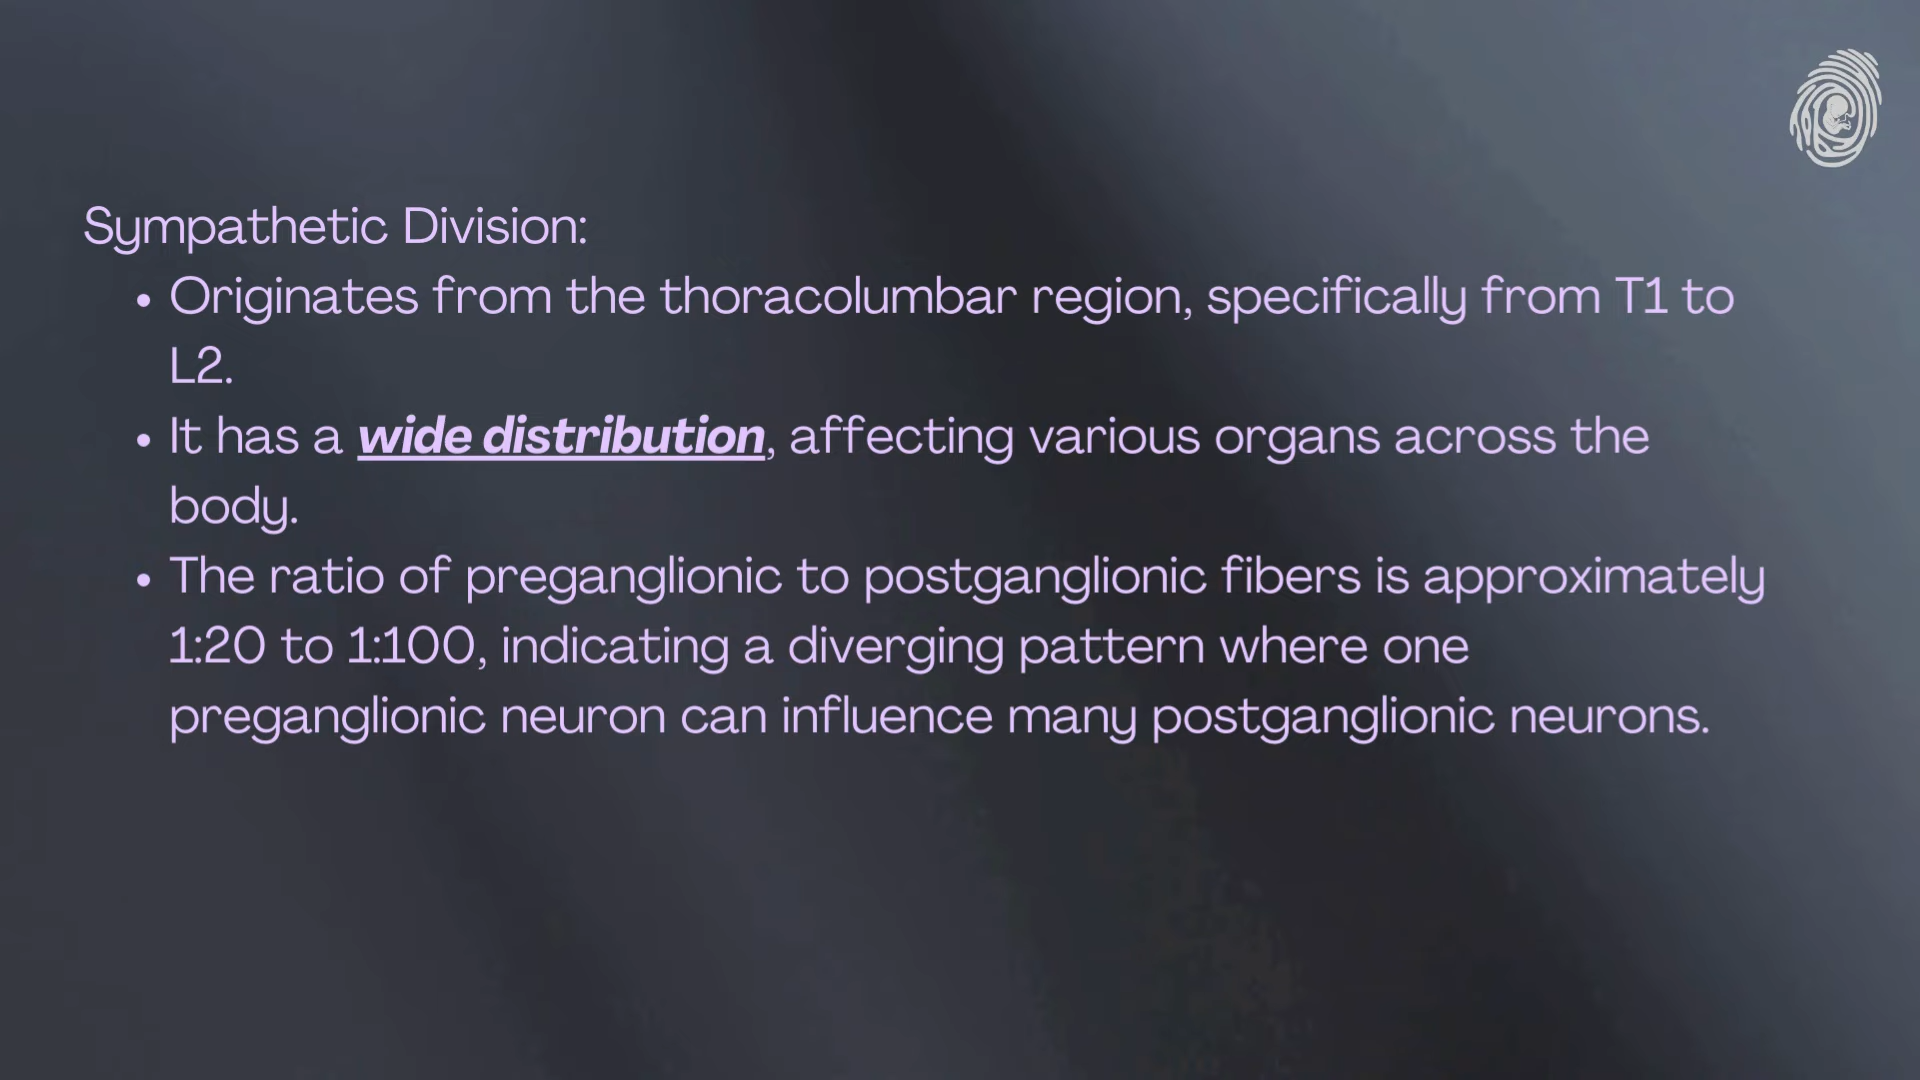 Sympathetic Division:
• Originates from the thoracolumbar region, specifically from T1 to
L2.
• It has a wide distribution, affecting various organs across the
body.
• The ratio of preganglionic to postganglionic fibers is approximately
1:20 to 1:100, indicating a diverging pattern where one
preganglionic neuron can influence many postganglionic neurons.